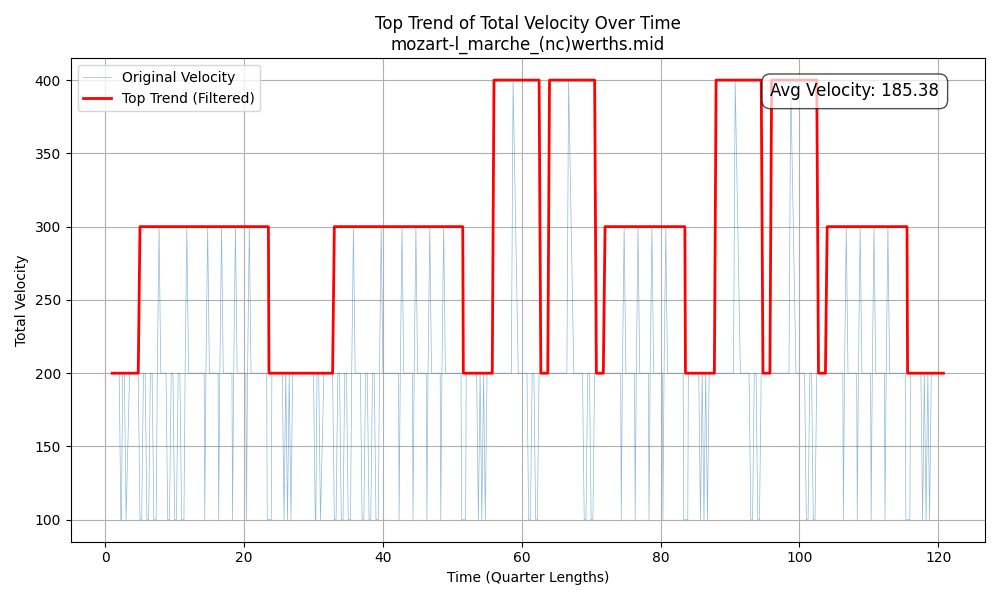 Top Trend of Total Velocity Over Time
mozart-l_marche_(nc)werths.mid
Original Velocity
Top Trend (Filtered)
Avg Velocity: 185.38
Total Velocity
400
350
300
250
200
150
100
0 20 40 60 80 100 120
Time (Quarter Lengths)